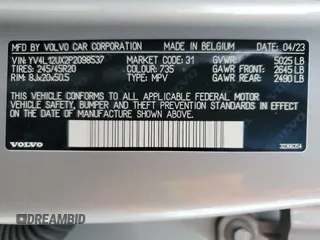 MFD. BY VOLVO CAR CORPORATION MADE IN BELGIUM 04/23
VIN: YV4L12UX2P2098537 MARKET CODE: 31 GVWR: 5025 LB
TIRES: 245/45R20 COLOUR: 735 FRONT: 2645 LB
RIM: 8Jx20x50.5 TYPE: MPV REAR: 2490 LB
THIS VEHICLE CONFORMS TO ALL APPLICABLE FEDERAL MOTOR
VEHICLE SAFETY, BUMPER AND THEFT PREVENTION STANDARDS IN
EFFECT ON THE DATE OF MANUFACTURE SHOWN ABOVE.
VOLVO
32366354
DREAMBID